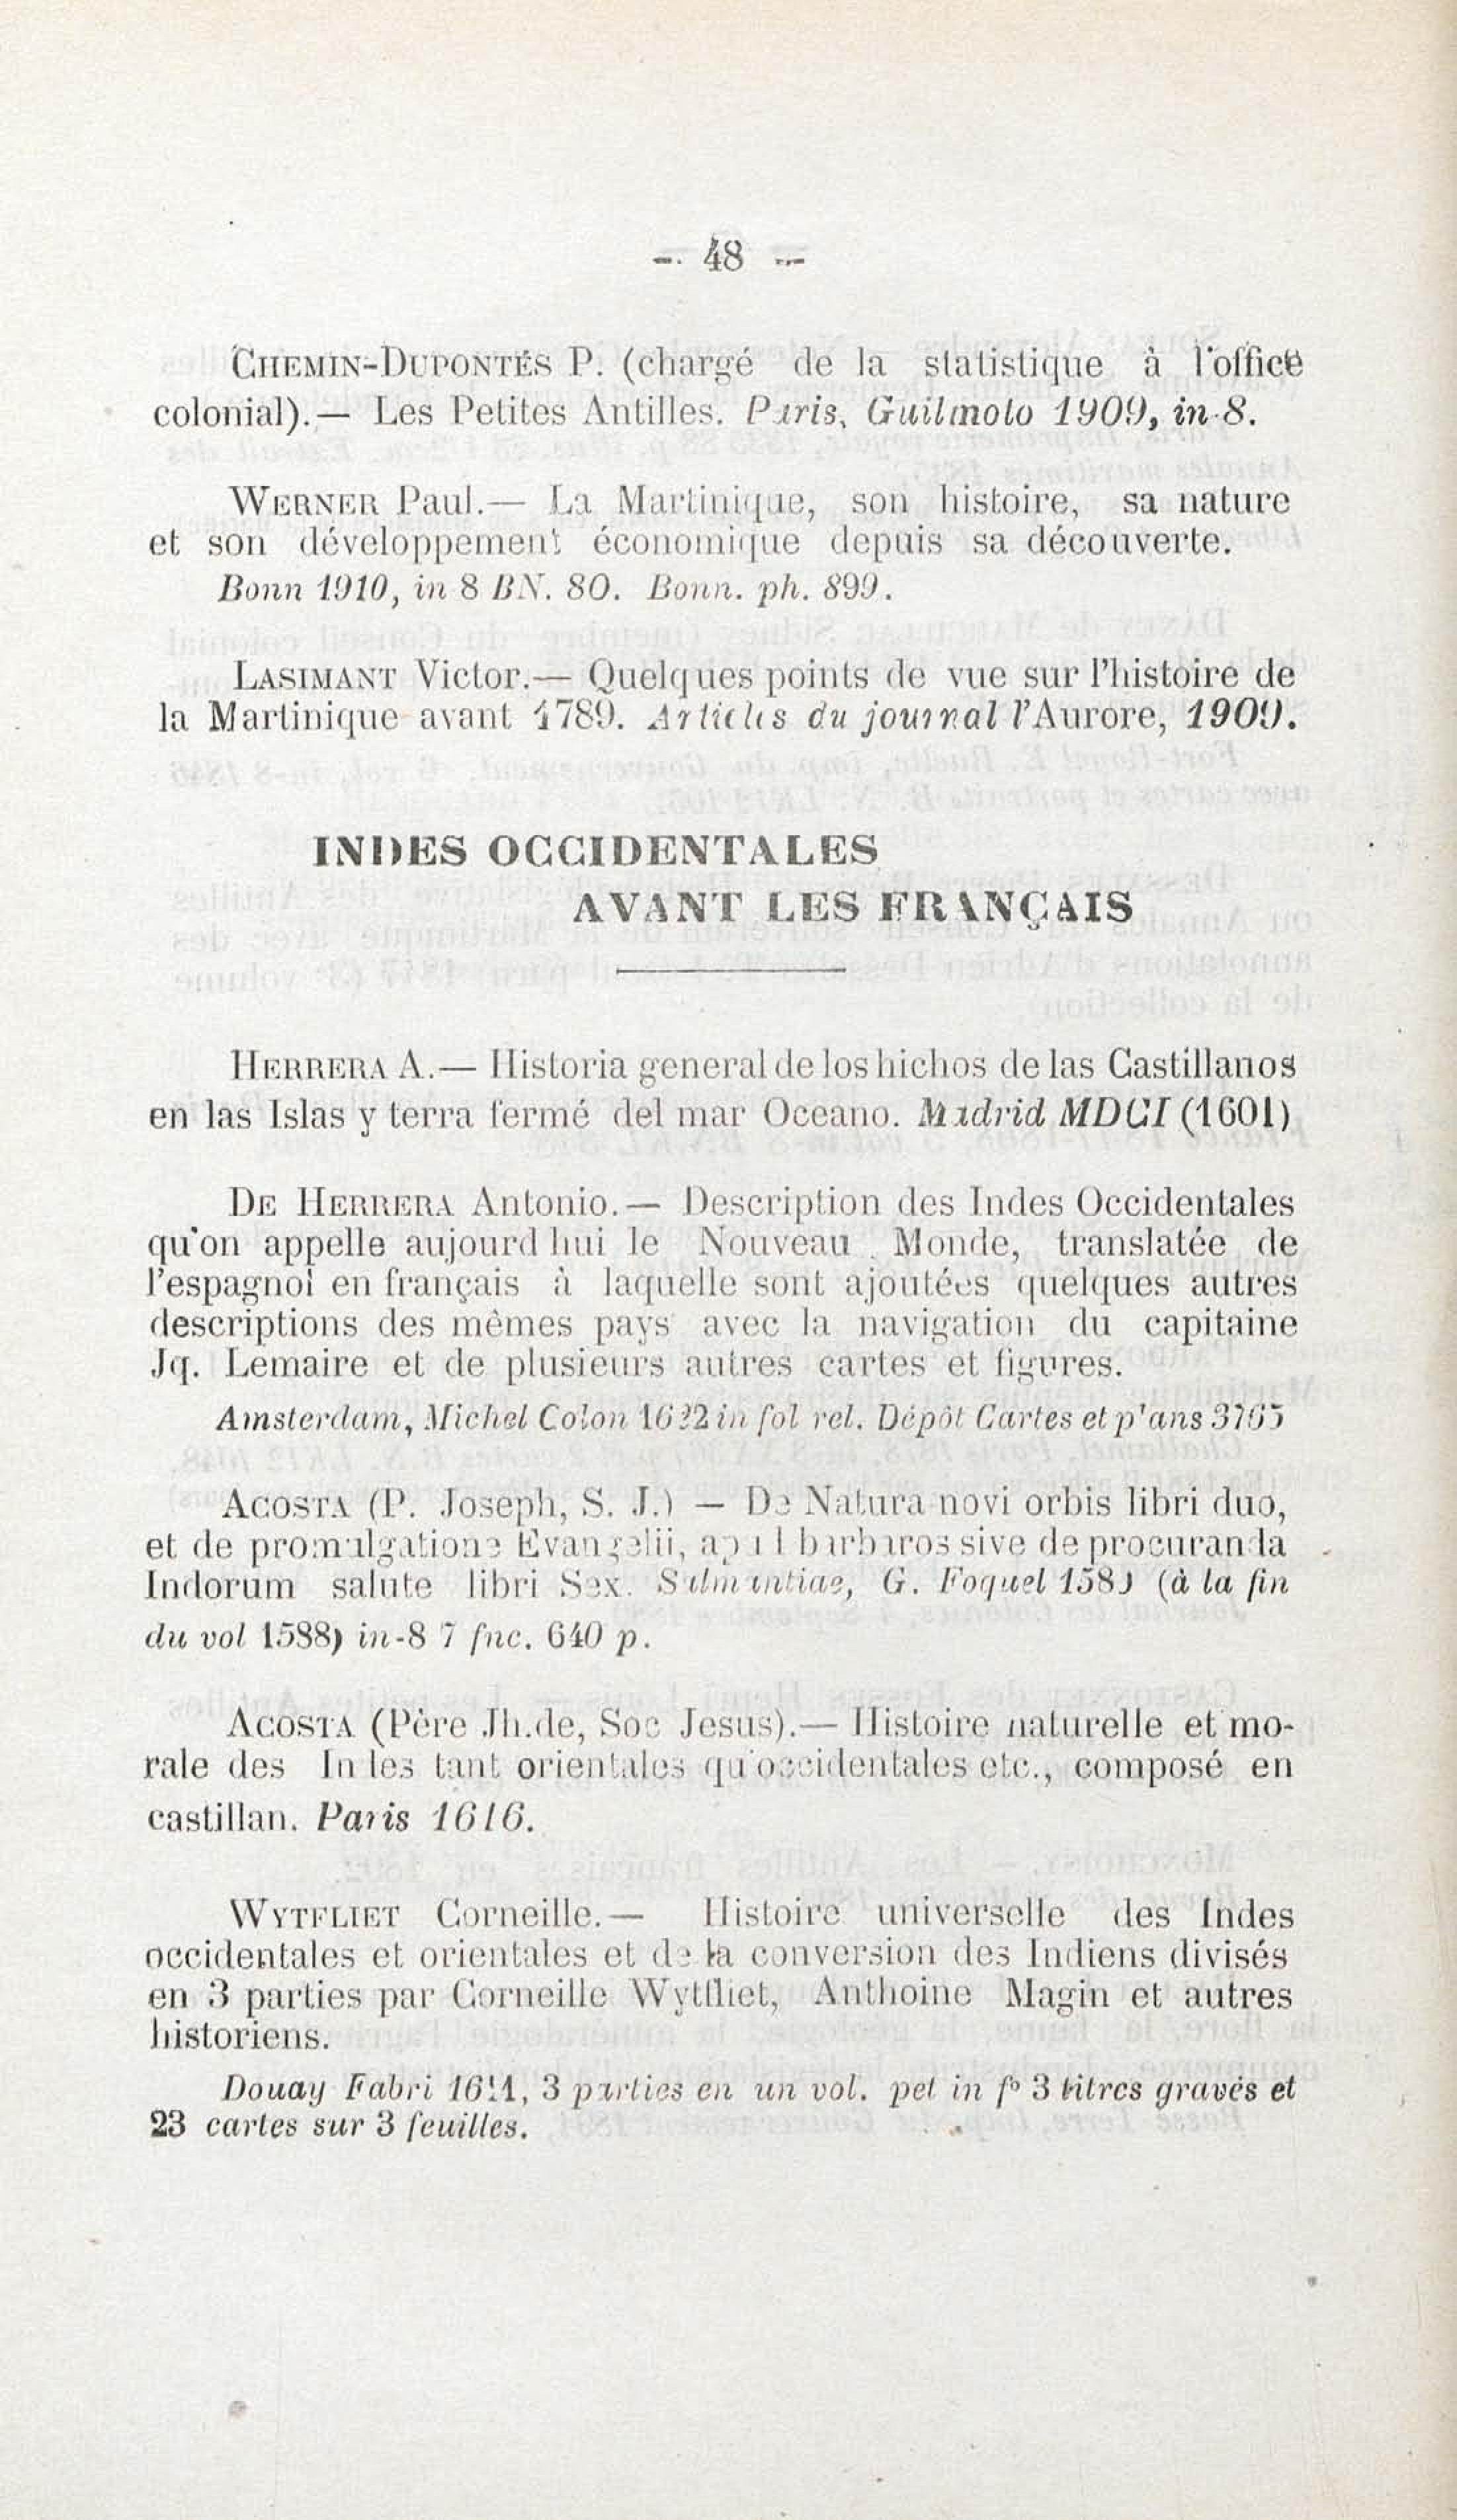 — 48 —
CHEMIN-DUPONTÉS P. (chargé de la statistique à l'office
colonial).— Les Petites Antilles. Paris, Guilmoto 1909, in-8.
WERNER Paul.— La Martinique, son histoire, sa nature
et son développement économique depuis sa découverte.
Bonn 1910, in 8 BN. 80. Bonn. ph. 899.
LASIMANT Victor.— Quelques points de vue sur l'histoire de
la Martinique avant 1789. Articles du journal l'Aurore, 1909.
INDES OCCIDENTALES
AVANT LES FRANÇAIS
HERRERA A.— Historia general de los hichos de las Castillanos
en las Islas y terra fermé del mar Oceano. Madrid MDCI (1601)
DE HERRERA Antonio.— Description des Indes Occidentales
qu'on appelle aujourd hui le Nouveau Monde, translatée de
l'espagnol en français à laquelle sont ajoutées quelques autres
descriptions des mêmes pays avec la navigation du capitaine
Jq. Lemaire et de plusieurs autres cartes et figures.
Amsterdam, Michel Colon 1622 in fol rel. Dépôt Cartes et plans 3765
ACOSTA (P. Joseph, S. J.) — De Natura novi orbis libri duo,
et de promulgatione Evangelii, apud barbaros sive de procuranda
Indorum salute libri Sex. Salmantiae, G. Foquel (à la fin
du vol 1588) in-8 7 fnc. 640 p.
ACOSTA (Père Jh.de, Soc Jesus).— Histoire naturelle et mo-
rale des Indes tant orientales qu'occidentales etc., composé en
castillan. Paris 1616.
WYTFLIET Corneille.— Histoire universelle des Indes
occidentales et orientales et de la conversion des Indiens divisés
en 3 parties par Corneille Wytfliet, Anthoine Magin et autres
historiens.
Douay Fabri 1611, 3 parties en un vol. pet in f° 3 titres gravés et
23 cartes sur 3 feuilles.